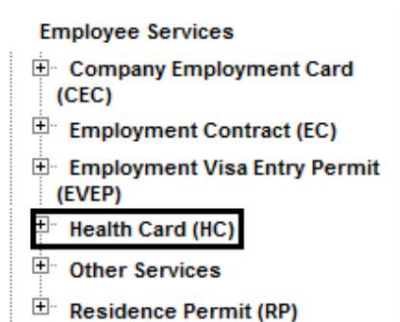 Employee Services
Company Employment Card
(CEC)
Employment Contract (EC)
Employment Visa Entry Permit
(EVEP)
Health Card (HC)
Other Services
Residence Permit (RP)